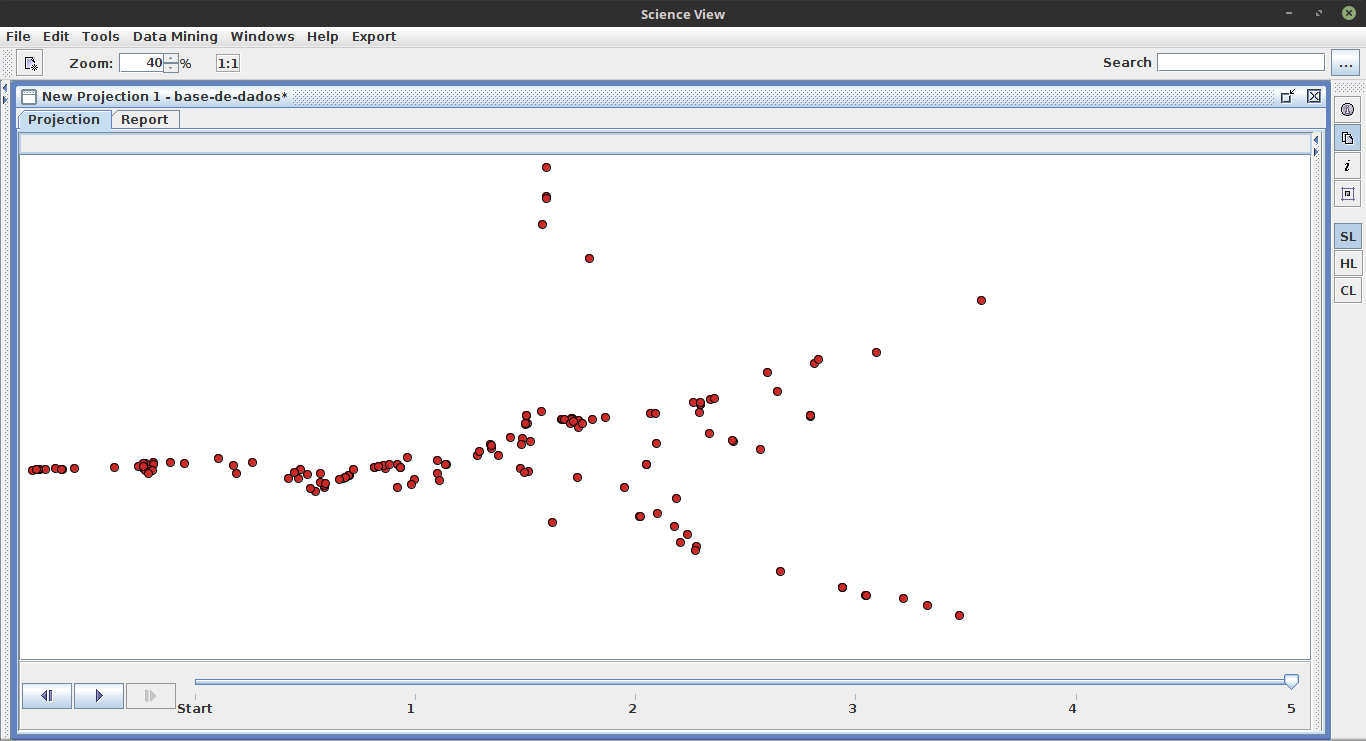 Science View
File Edit Tools Data Mining Windows Help Export
Zoom: 40 % 1:1 Search ...
New Projection 1 - base-de-dados*
Projection Report
i
SL
HL
CL
Start 1 2 3 4 5